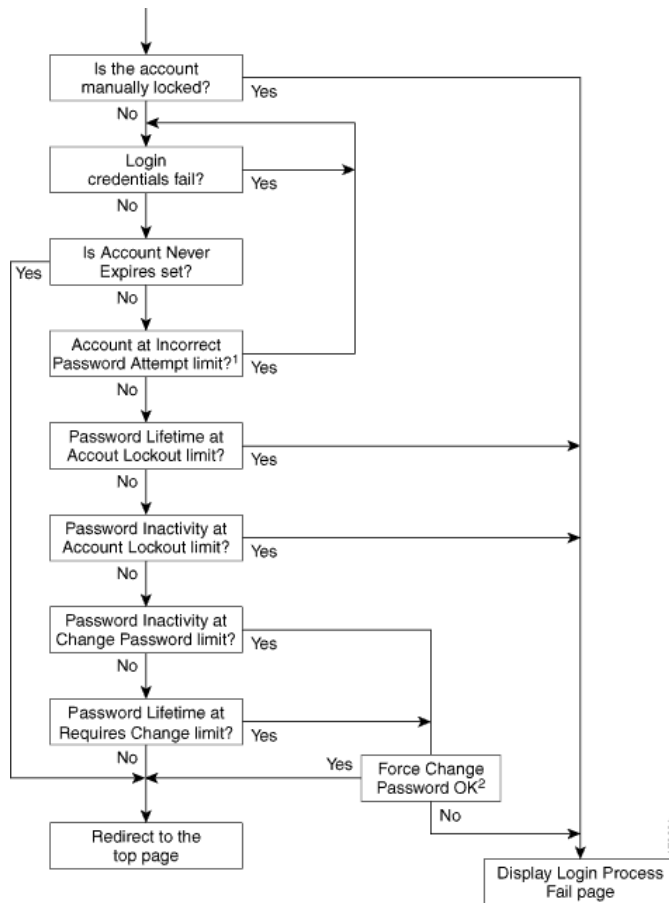 Is the account
manually locked?
Yes
No
Login
credentials fail?
Yes
No
Is Account Never
Expires set?
Yes
No
Account at Incorrect
Password Attempt limit?1
Yes
No
Password Lifetime at
Accout Lockout limit?
Yes
No
Password Inactivity at
Account Lockout limit?
Yes
No
Password Inactivity at
Change Password limit?
Yes
No
Password Lifetime at
Requires Change limit?
Yes
No
Yes
Force Change
Password OK2
No
Redirect to the
top page
Display Login Process
Fail page